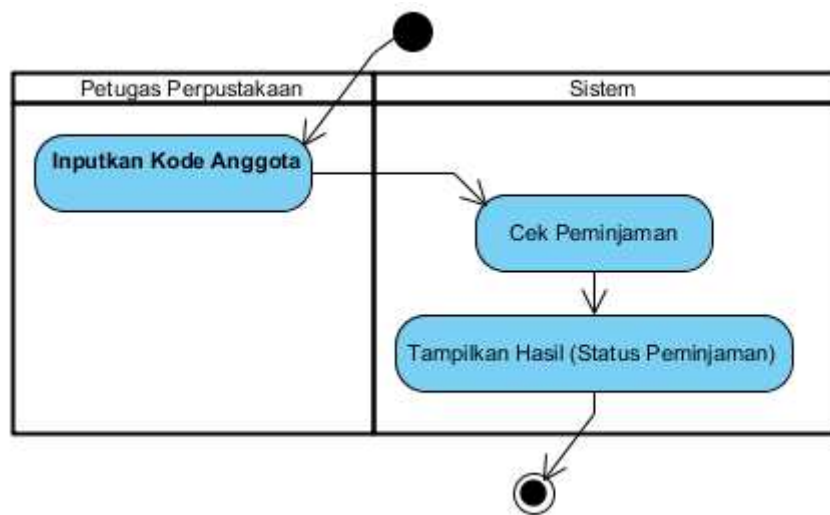 Petugas Perpustakaan
Sistem
Inputkan Kode Anggota
Cek Peminjaman
Tampilkan Hasil (Status Peminjaman)